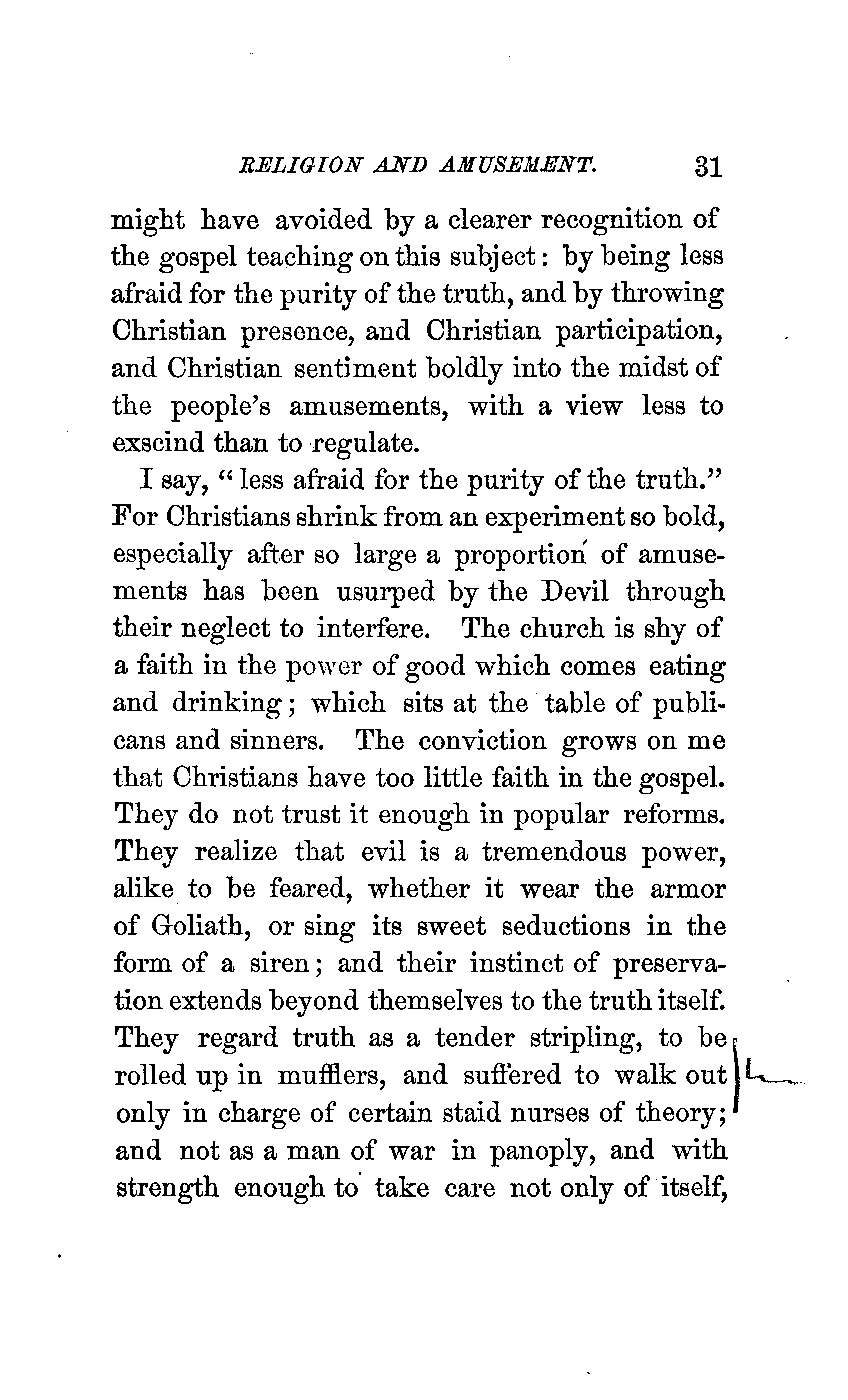 RELIGION AND AMUSEMENT. 31
might have avoided by a clearer recognition of
the gospel teaching on this subject: by being less
afraid for the purity of the truth, and by throwing
Christian presence, and Christian participation,
and Christian sentiment boldly into the midst of
the people's amusements, with a view less to
exscind than to regulate.
I say, "less afraid for the purity of the truth."
For Christians shrink from an experiment so bold,
especially after so large a proportion of amuse-
ments has been usurped by the Devil through
their neglect to interfere. The church is shy of
a faith in the power of good which comes eating
and drinking; which sits at the table of publi-
cans and sinners. The conviction grows on me
that Christians have too little faith in the gospel.
They do not trust it enough in popular reforms.
They realize that evil is a tremendous power,
alike to be feared, whether it wear the armor
of Goliath, or sing its sweet seductions in the
form of a siren; and their instinct of preserva-
tion extends beyond themselves to the truth itself.
They regard truth as a tender stripling, to be
rolled up in mufflers, and suffered to walk out
only in charge of certain staid nurses of theory;
and not as a man of war in panoply, and with
strength enough to take care not only of itself,